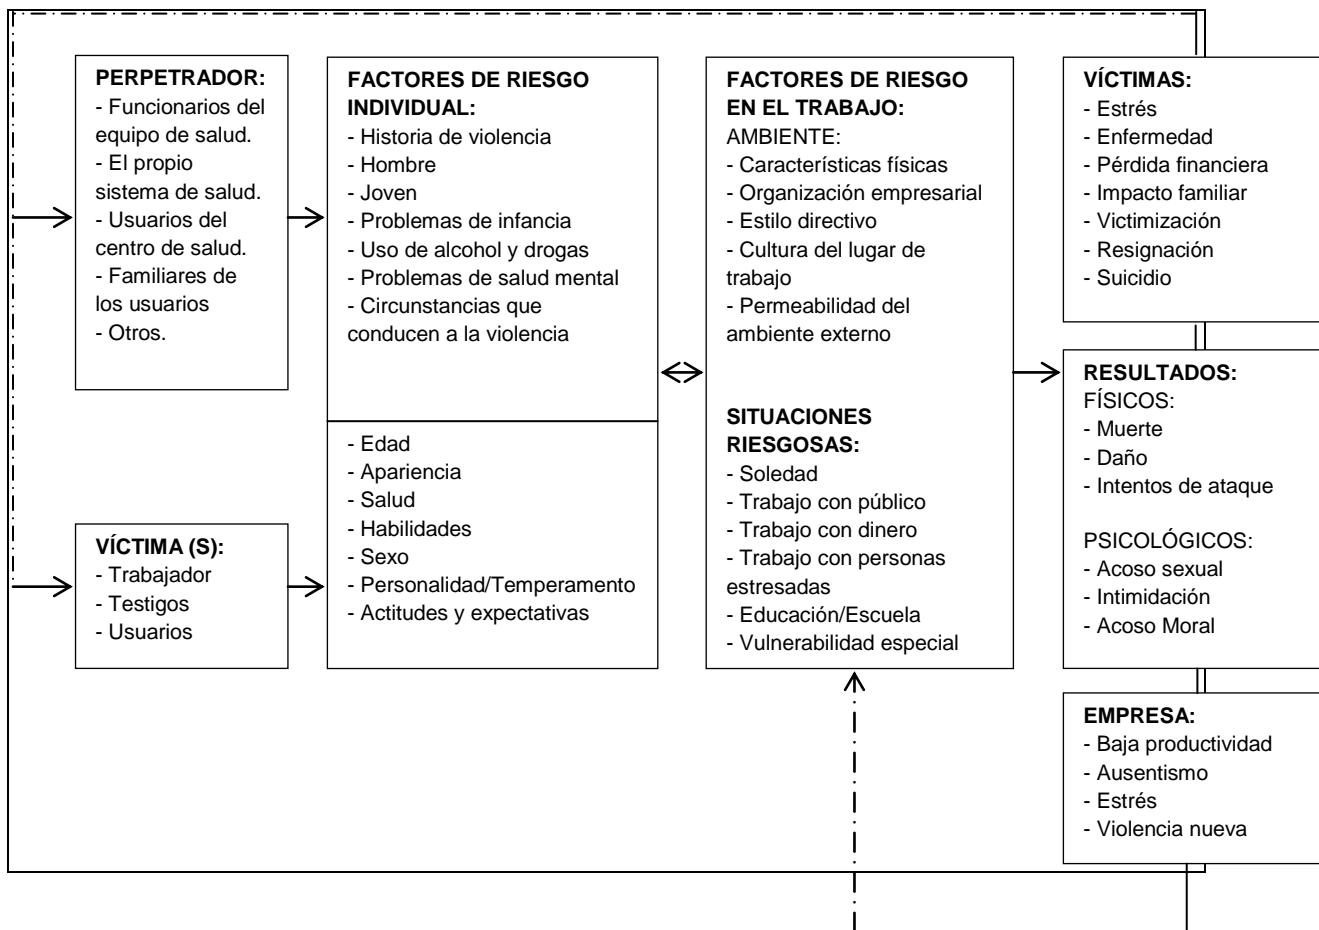 PERPETRADOR:
- Funcionarios del
equipo de salud.
- El propio
sistema de salud.
- Usuarios del
centro de salud.
- Familiares de
los usuarios
- Otros.
VÍCTIMA (S):
- Trabajador
- Testigos
- Usuarios
FACTORES DE RIESGO
INDIVIDUAL:
- Historia de violencia
- Hombre
- Joven
- Problemas de infancia
- Uso de alcohol y drogas
- Problemas de salud mental
- Circunstancias que
conducen a la violencia
- Edad
- Apariencia
- Salud
- Habilidades
- Sexo
- Personalidad/Temperamento
- Actitudes y expectativas
FACTORES DE RIESGO
EN EL TRABAJO:
AMBIENTE:
- Características físicas
- Organización empresarial
- Estilo directivo
- Cultura del lugar de
trabajo
- Permeabilidad del
ambiente externo
SITUACIONES
RIESGOSAS:
- Soledad
- Trabajo con público
- Trabajo con dinero
- Trabajo con personas
estresadas
- Educación/Escuela
- Vulnerabilidad especial
VÍCTIMAS:
- Estrés
- Enfermedad
- Pérdida financiera
- Impacto familiar
- Victimización
- Resignación
- Suicidio
RESULTADOS:
FÍSICOS:
- Muerte
- Daño
- Intentos de ataque
PSICOLÓGICOS:
- Acoso sexual
- Intimidación
- Acoso Moral
EMPRESA:
- Baja productividad
- Ausentismo
- Estrés
- Violencia nueva